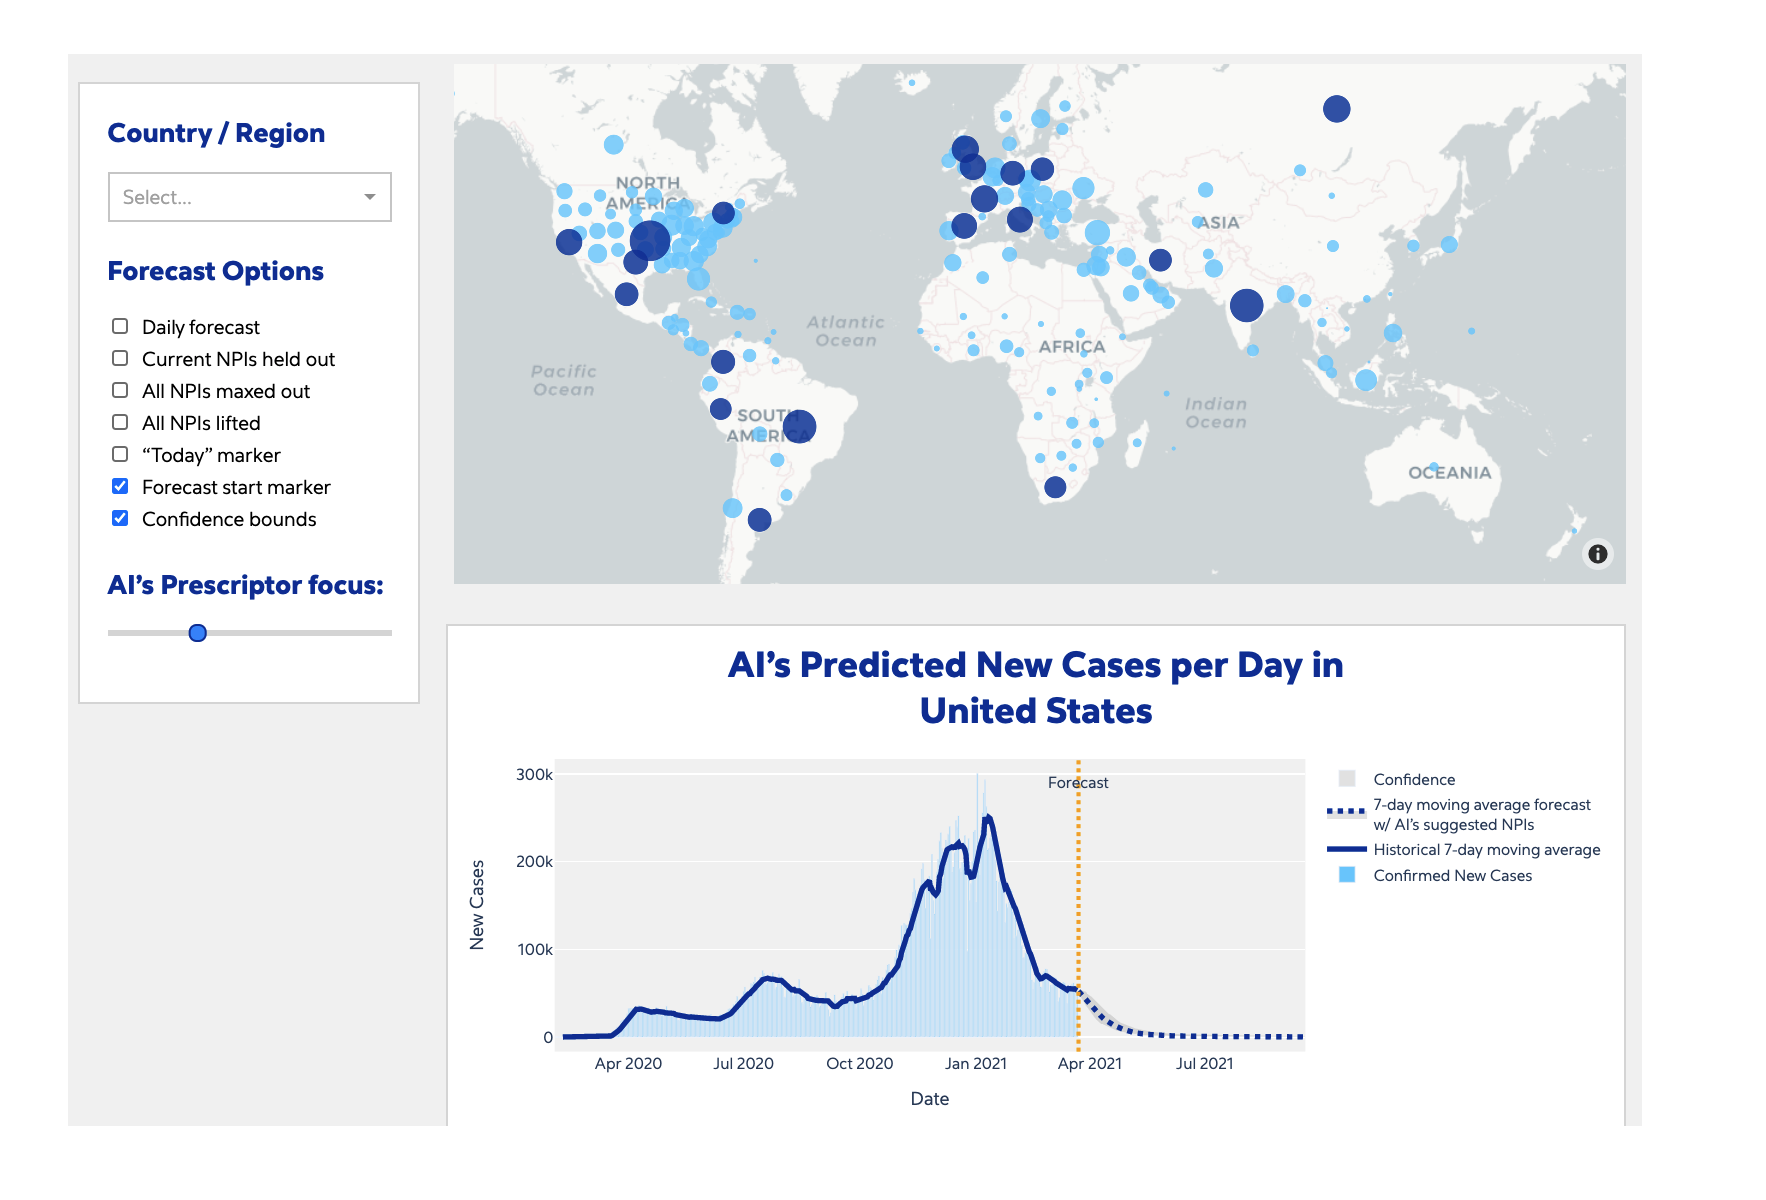 Country / Region
Select...
Forecast Options
Daily forecast
Current NPIs held out
All NPIs maxed out
All NPIs lifted
“Today” marker
Forecast start marker
Confidence bounds
AI’s Prescriptor focus:
NORTH
AMERICA
ASIA
Atlantic
Ocean
AFRICA
Pacific
Ocean
Indian
Ocean
SOUTH
AMERICA
OCEANIA
i
AI’s Predicted New Cases per Day in
United States
Forecast
300k
200k
100k
0
New Cases
Apr 2020
Jul 2020
Oct 2020
Jan 2021
Apr 2021
Jul 2021
Date
Confidence
7-day moving average forecast
w/ AI’s suggested NPIs
Historical 7-day moving average
Confirmed New Cases